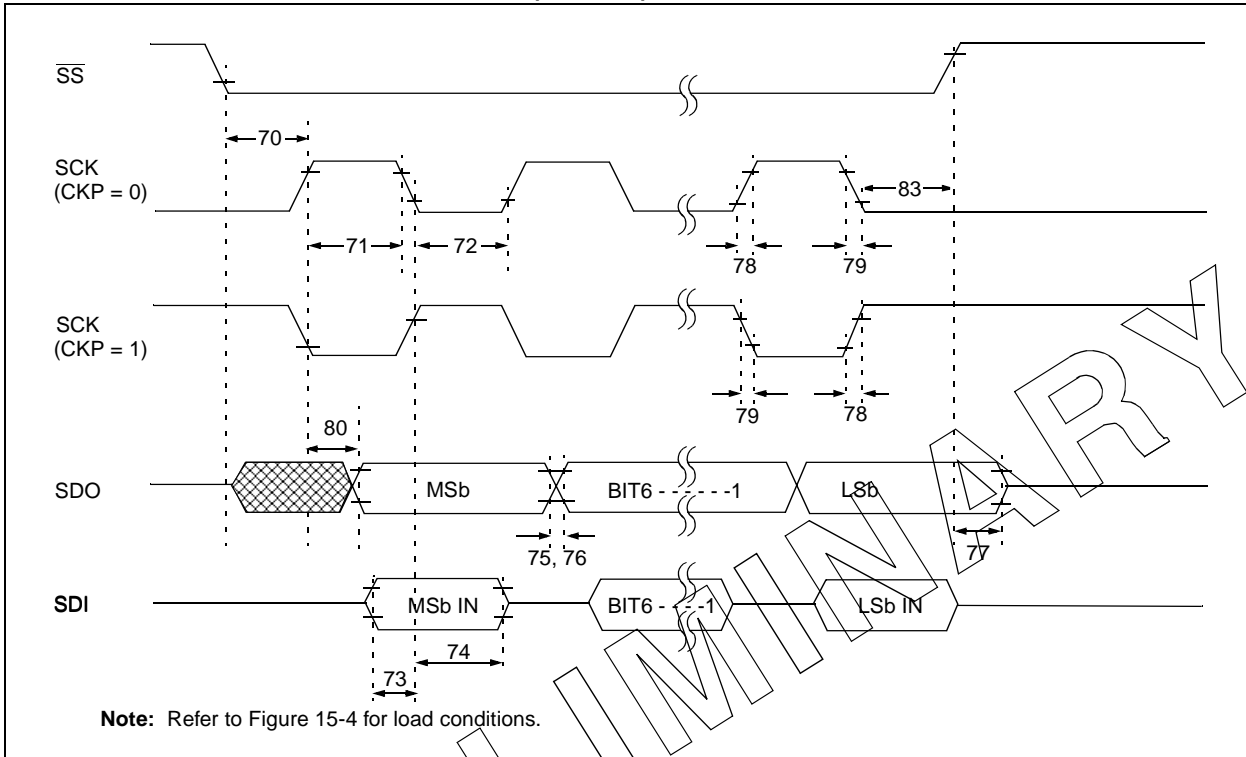 SS
70
SCK
(CKP = 0)
83
71
72
78
79
SCK
(CKP = 1)
79
78
80
SDO
MSb
BIT6 - - - - - -1
LSb
75, 76
77
SDI
MSb IN
BIT6 - - - -1
LSb IN
74
73
Note: Refer to Figure 15-4 for load conditions.
LIMINARY